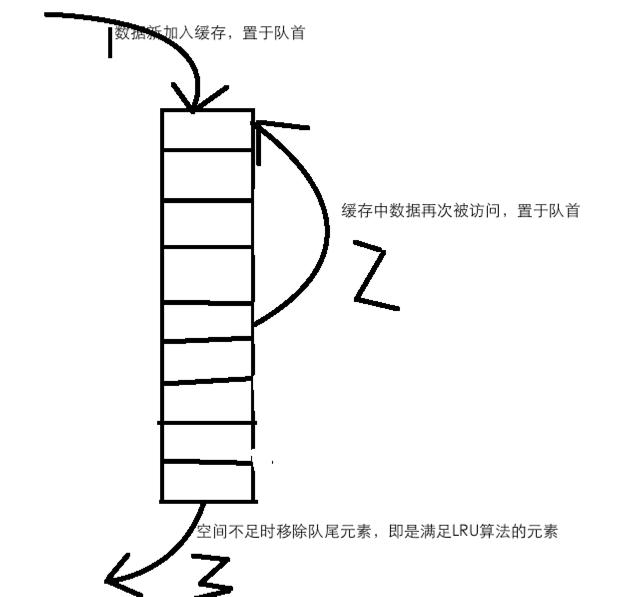 1
数据新加入缓存，置于队首
缓存中数据再次被访问，置于队首
2
空间不足时移除队尾元素，即是满足LRU算法的元素
3